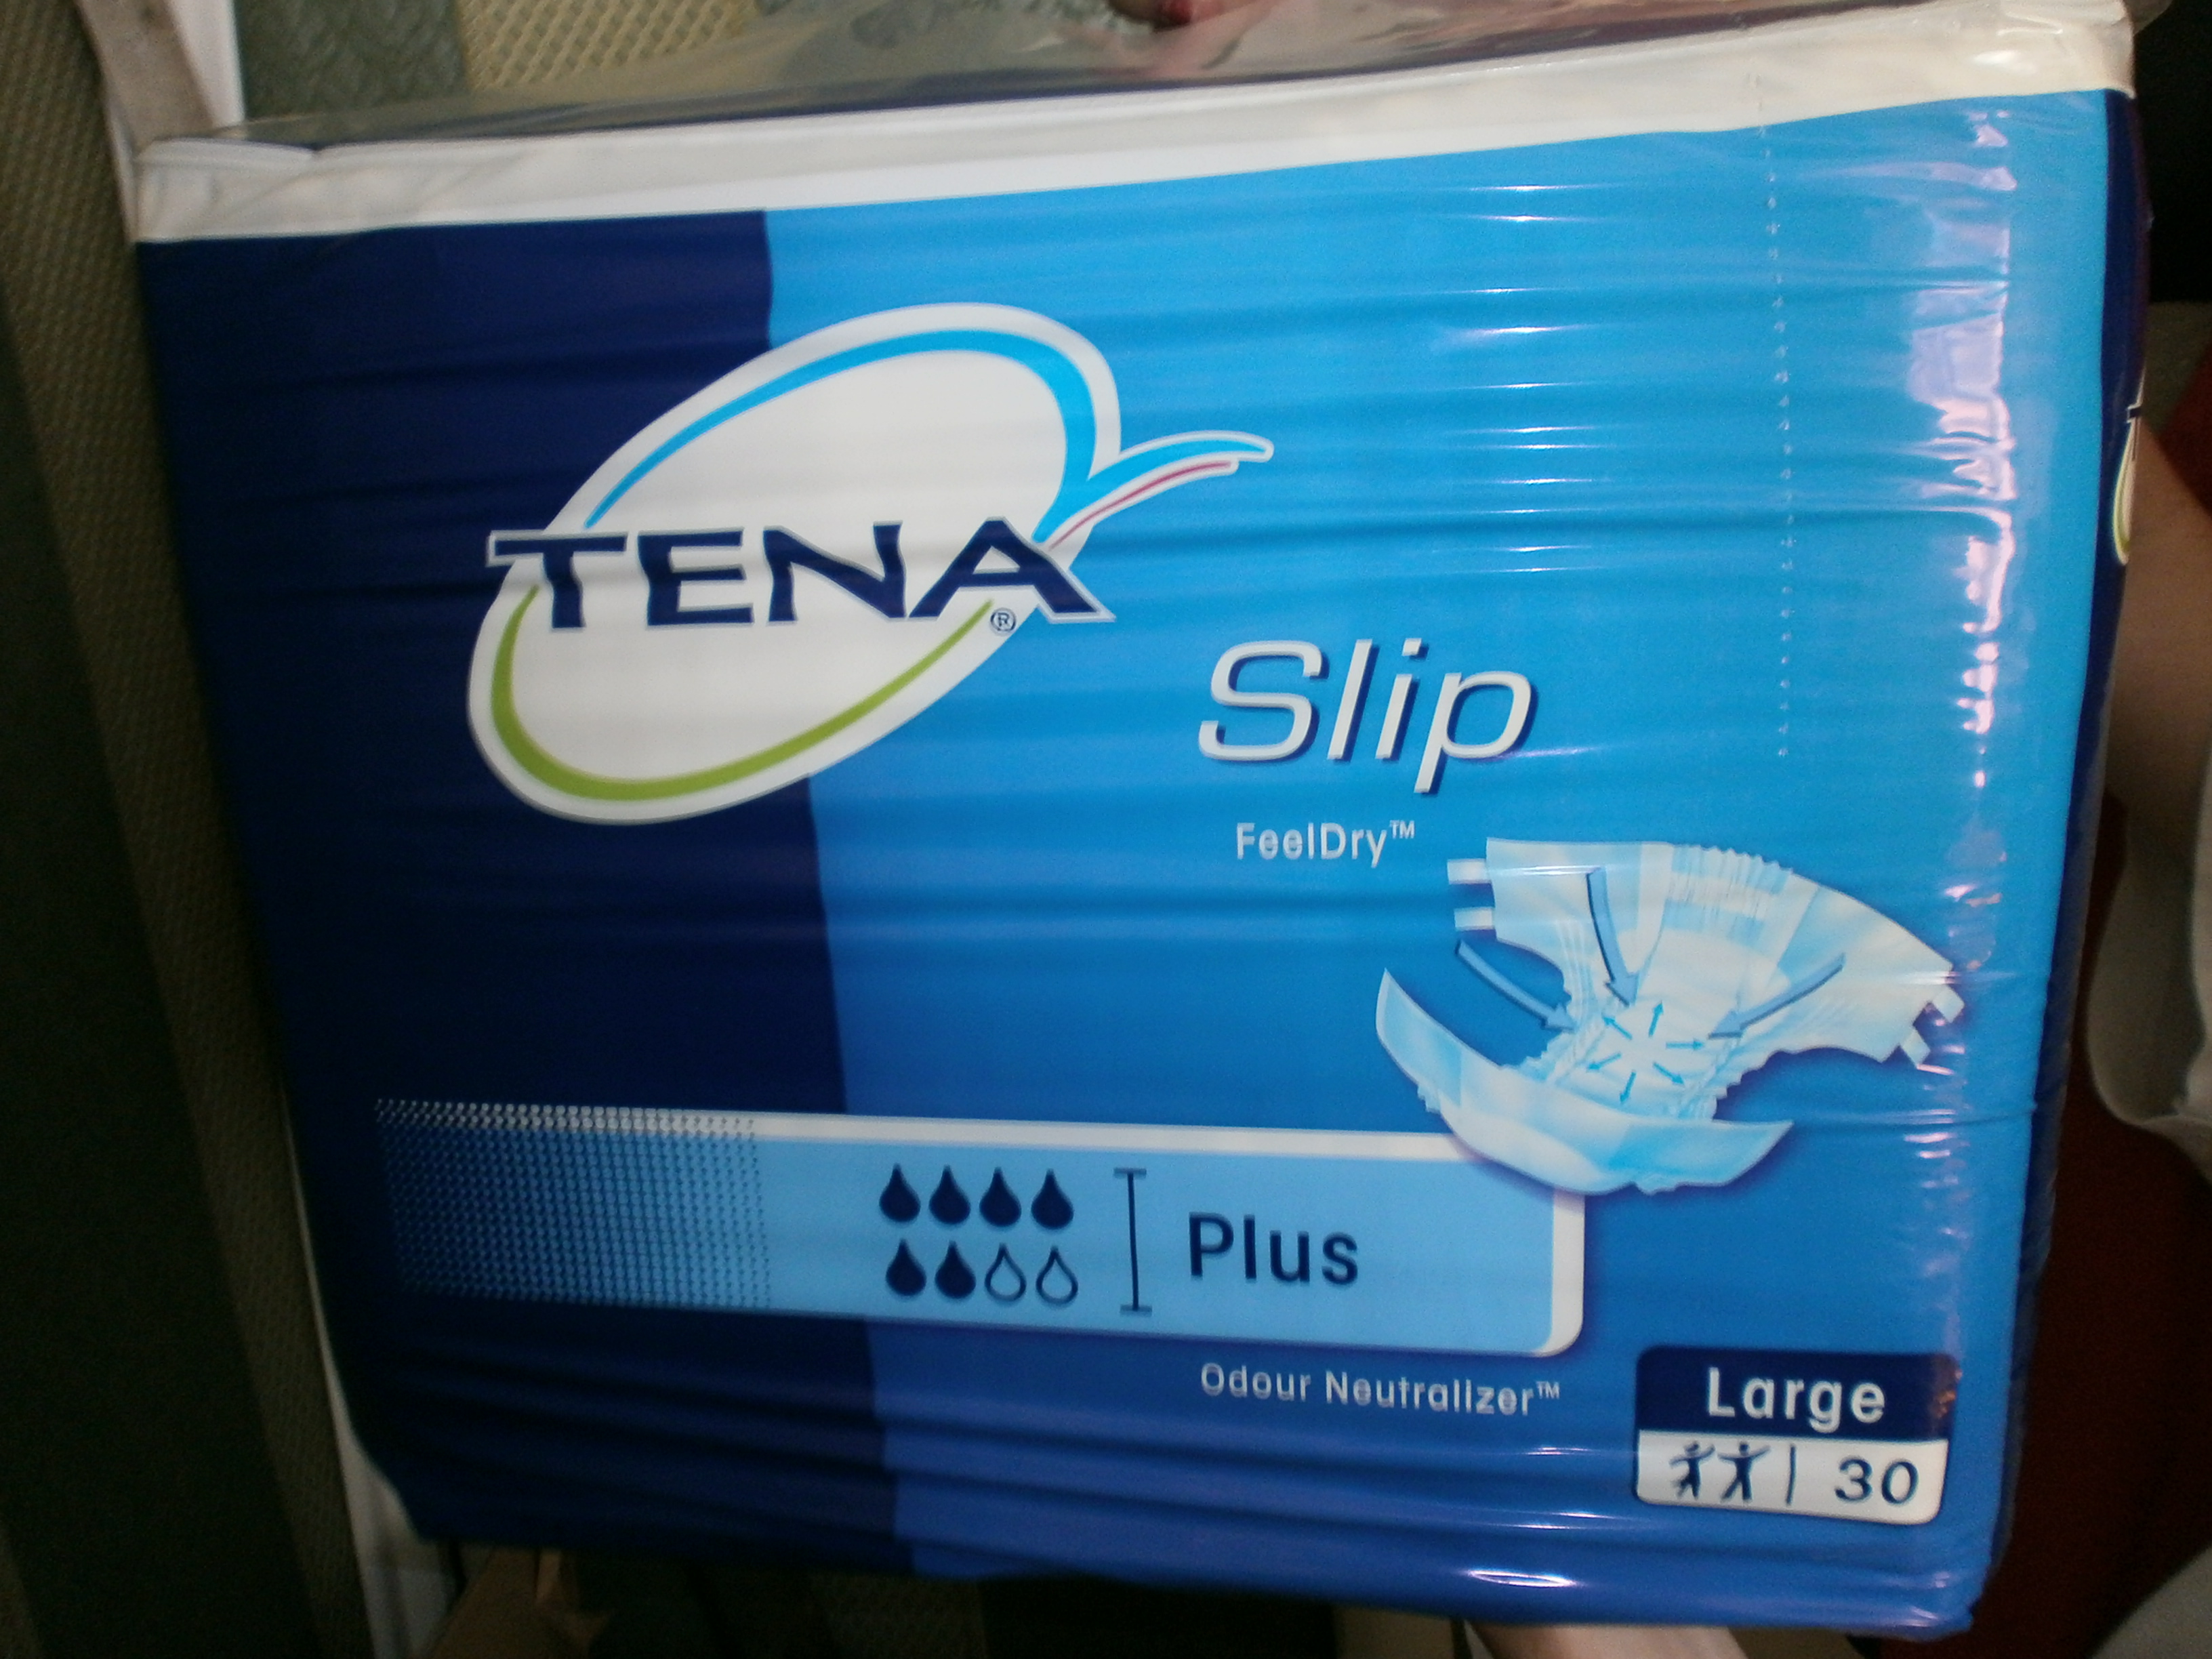 TENA®
Slip
FeelDry™
Plus
Odour Neutralizer™
Large
30